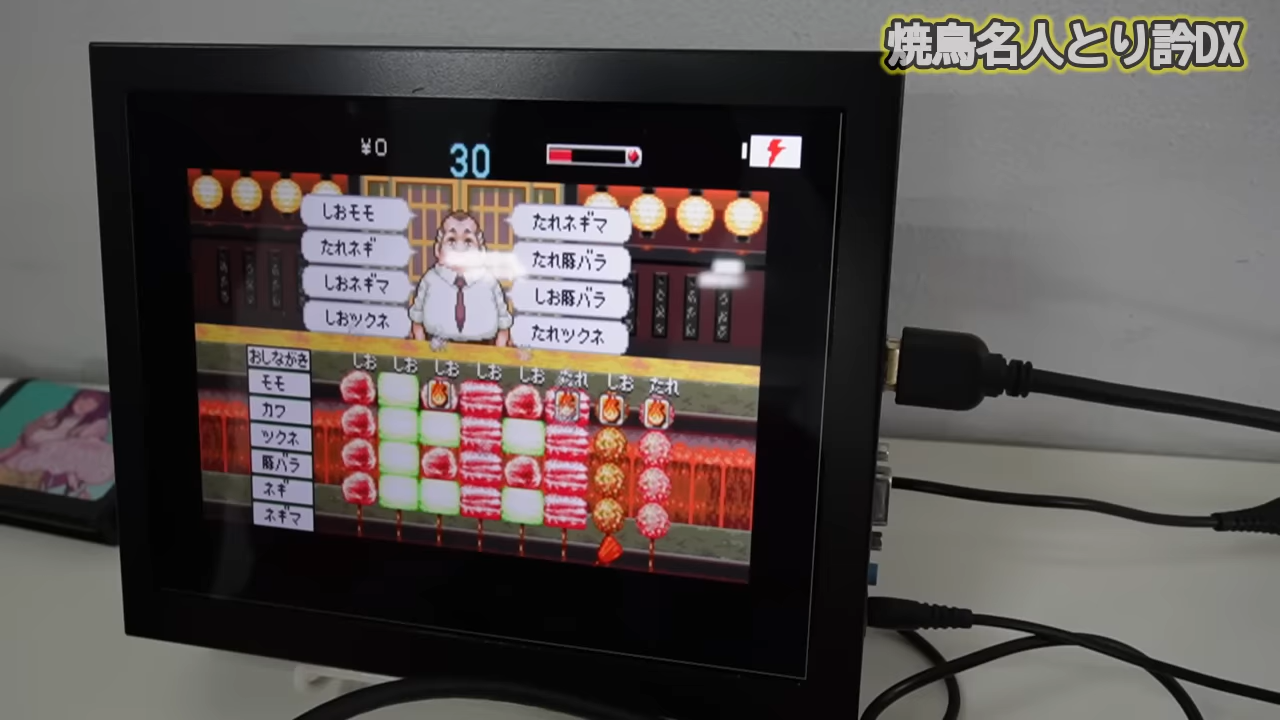 焼鳥名人とり訡DX
¥0
30
しおモモ
たれネギ
しおネギマ
しおツクネ
たれネギマ
たれ豚バラ
しお豚バラ
たれツクネ
おしながき
モモ
カワ
ツクネ
豚バラ
ネギ
ネギマ
しお しお しお しお しお たれ しお たれ